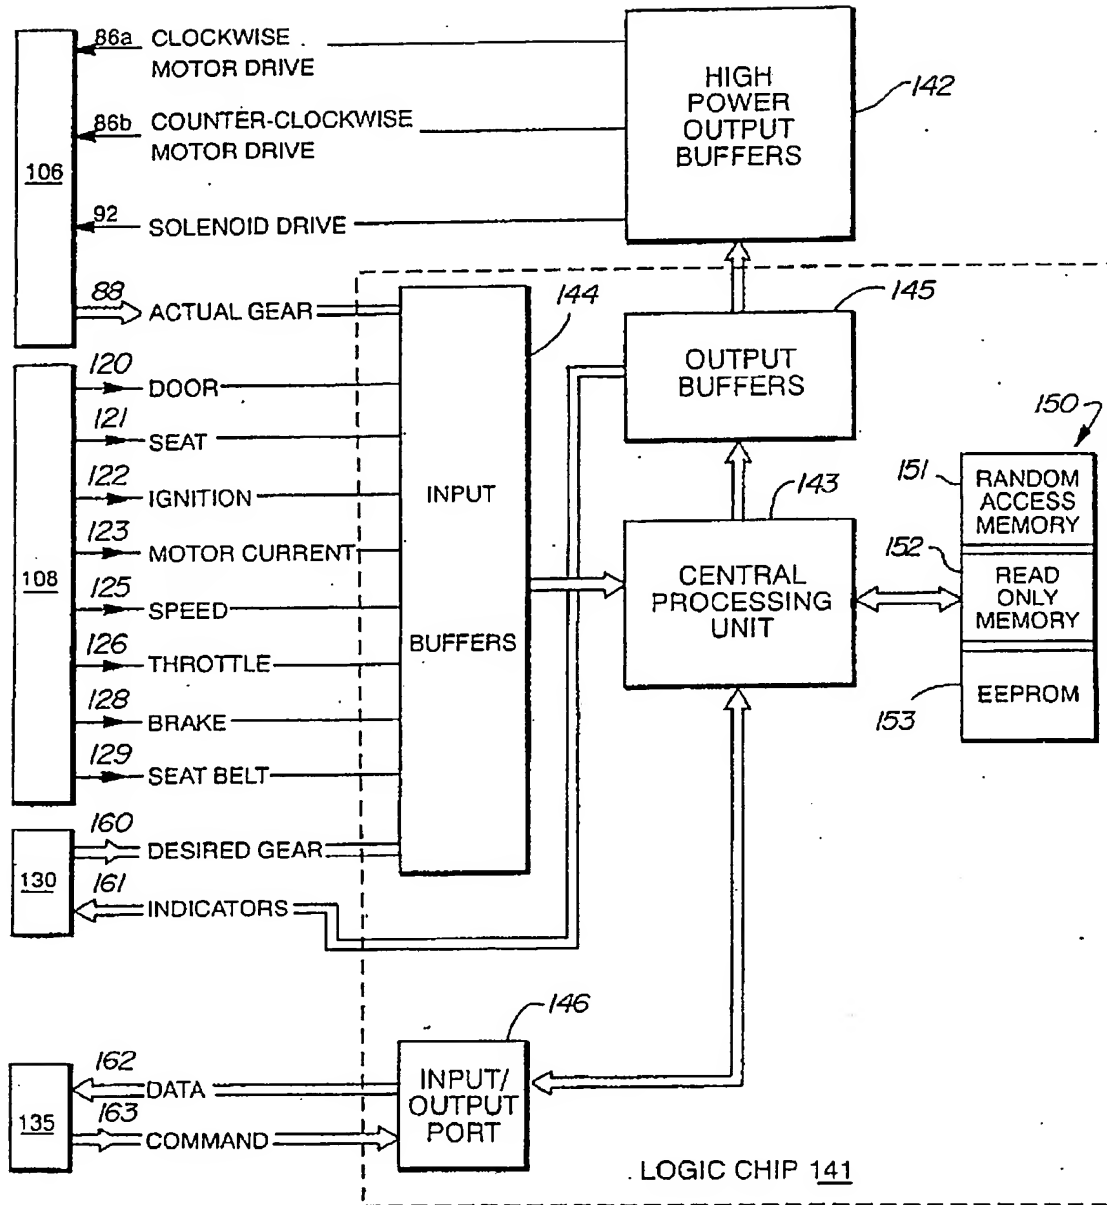 86a CLOCKWISE
MOTOR DRIVE
86b COUNTER-CLOCKWISE
MOTOR DRIVE
106
92 SOLENOID DRIVE
88 ACTUAL GEAR
HIGH
POWER
OUTPUT
BUFFERS
142
144
145
OUTPUT
BUFFERS
120
DOOR
121
SEAT
122
IGNITION
123
MOTOR CURRENT
108
125
SPEED
126
THROTTLE
128
BRAKE
129
SEAT BELT
INPUT
BUFFERS
143
CENTRAL
PROCESSING
UNIT
150
151
RANDOM
ACCESS
MEMORY
152
READ
ONLY
MEMORY
153
EEPROM
160
DESIRED GEAR
130
161
INDICATORS
146
162
DATA
135
163
COMMAND
INPUT/
OUTPUT
PORT
LOGIC CHIP 141